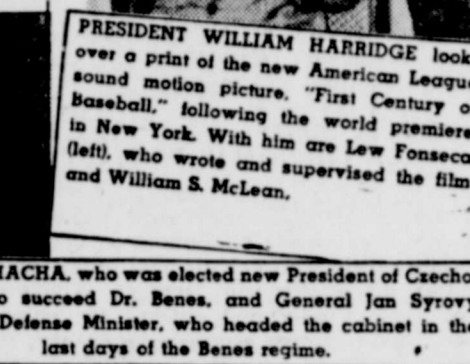 PRESIDENT WILLIAM HARRIDGE look
over a print of the new American Leagu
sound motion picture, "First Century o
Baseball," following the world premiere
in New York. With him are Lew Fonseca
(left), who wrote and supervised the film
and William S. McLean.
HACHA, who was elected new President of Czecho
o succeed Dr. Benes, and General Jan Syrovy
Defense Minister, who headed the cabinet in the
last days of the Benes regime.